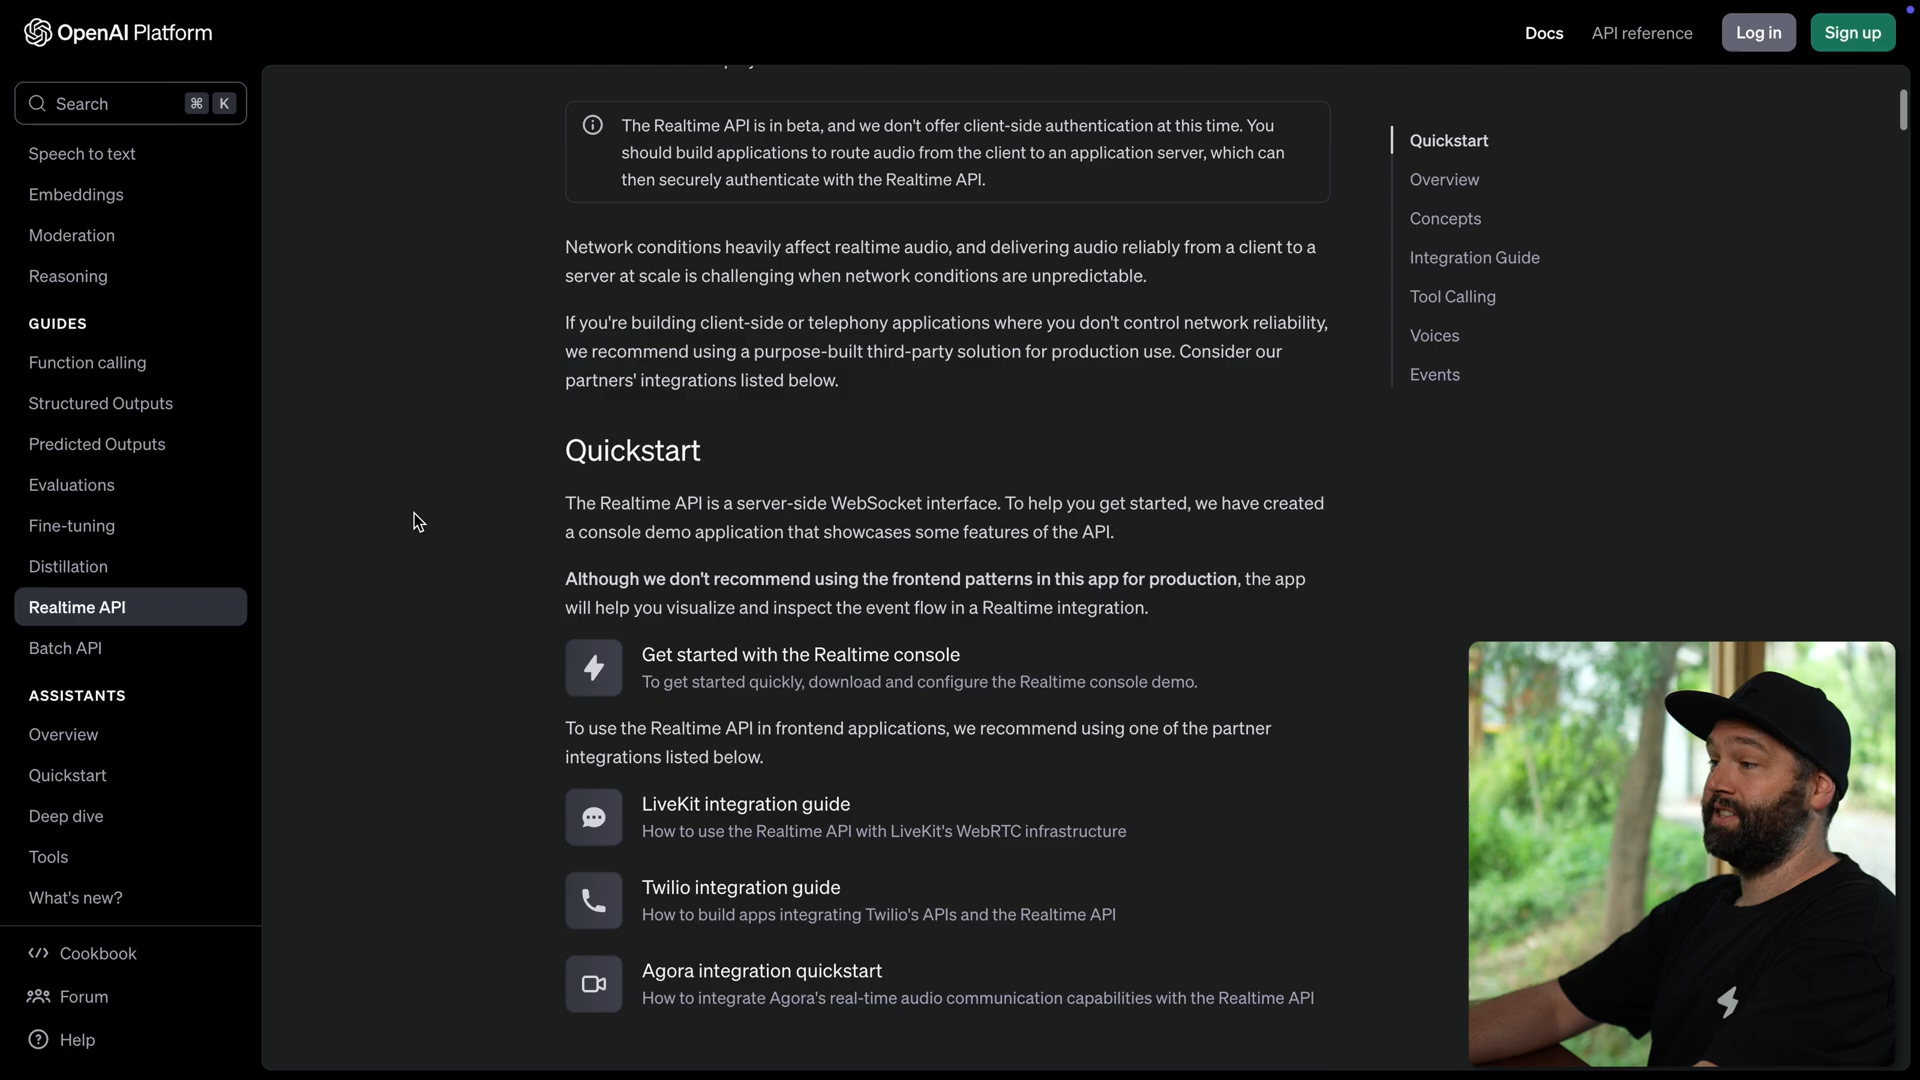 OpenAI Platform
Docs
API reference
Log in
Sign up
Search
⌘ K
Speech to text
Embeddings
Moderation
Reasoning
GUIDES
Function calling
Structured Outputs
Predicted Outputs
Evaluations
Fine-tuning
Distillation
Realtime API
Batch API
ASSISTANTS
Overview
Quickstart
Deep dive
Tools
What's new?
Cookbook
Forum
Help
The Realtime API is in beta, and we don't offer client-side authentication at this time. You
should build applications to route audio from the client to an application server, which can
then securely authenticate with the Realtime API.
Network conditions heavily affect realtime audio, and delivering audio reliably from a client to a
server at scale is challenging when network conditions are unpredictable.
If you're building client-side or telephony applications where you don't control network reliability,
we recommend using a purpose-built third-party solution for production use. Consider our
partners' integrations listed below.
Quickstart
The Realtime API is a server-side WebSocket interface. To help you get started, we have created
a console demo application that showcases some features of the API.
Although we don't recommend using the frontend patterns in this app for production, the app
will help you visualize and inspect the event flow in a Realtime integration.
Get started with the Realtime console
To get started quickly, download and configure the Realtime console demo.
To use the Realtime API in frontend applications, we recommend using one of the partner
integrations listed below.
LiveKit integration guide
How to use the Realtime API with LiveKit's WebRTC infrastructure
Twilio integration guide
How to build apps integrating Twilio's APIs and the Realtime API
Agora integration quickstart
How to integrate Agora's real-time audio communication capabilities with the Realtime API
Quickstart
Overview
Concepts
Integration Guide
Tool Calling
Voices
Events